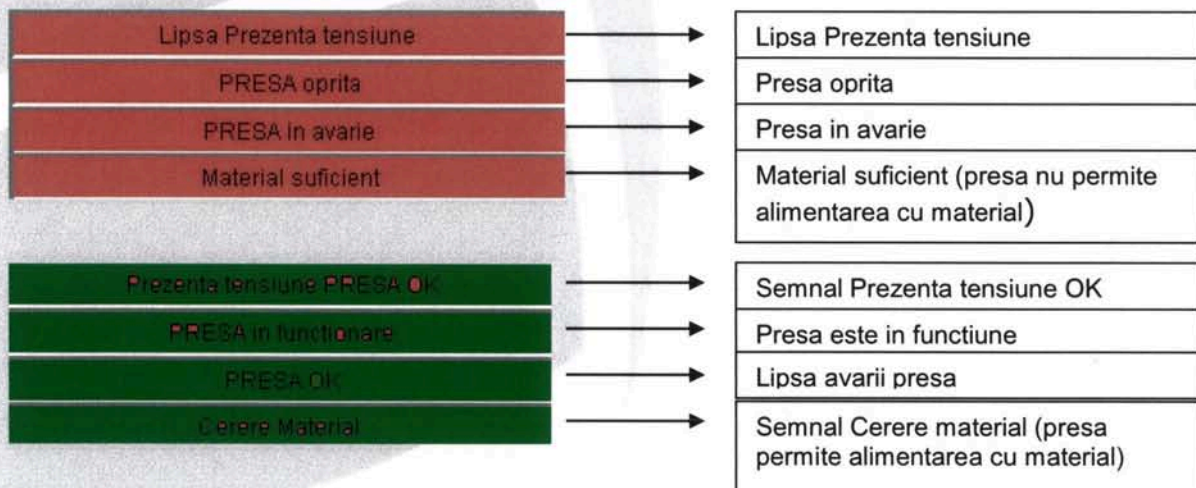 Lipsa Prezenta tensiune
Lipsa Prezenta tensiune
PRESA oprita
Presa oprita
PRESA in avarie
Presa in avarie
Material suficient
Material suficient (presa nu permite
alimentarea cu material)
Prezenta tensiune PRESA OK
Semnal Prezenta tensiune OK
PRESA in functionare
Presa este in functiune
PRESA OK
Lipsa avarii presa
Cerere Material
Semnal Cerere material (presa
permite alimentarea cu material)